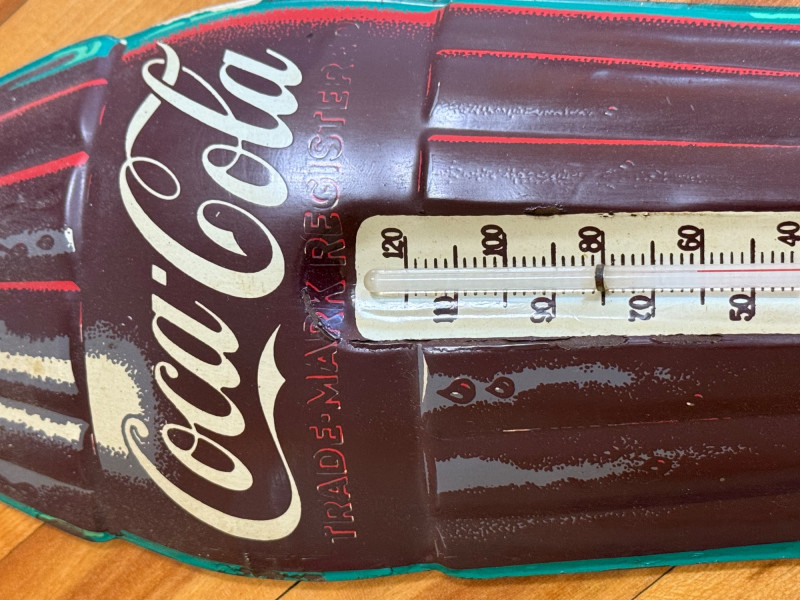 Coca-Cola
TRADE-MARK REGISTERED
120 100 80 60 40
110 90 70 50